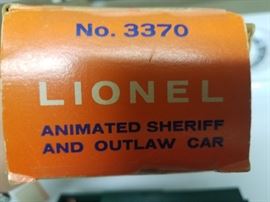 No. 3370
LIONEL
ANIMATED SHERIFF
AND OUTLAW CAR